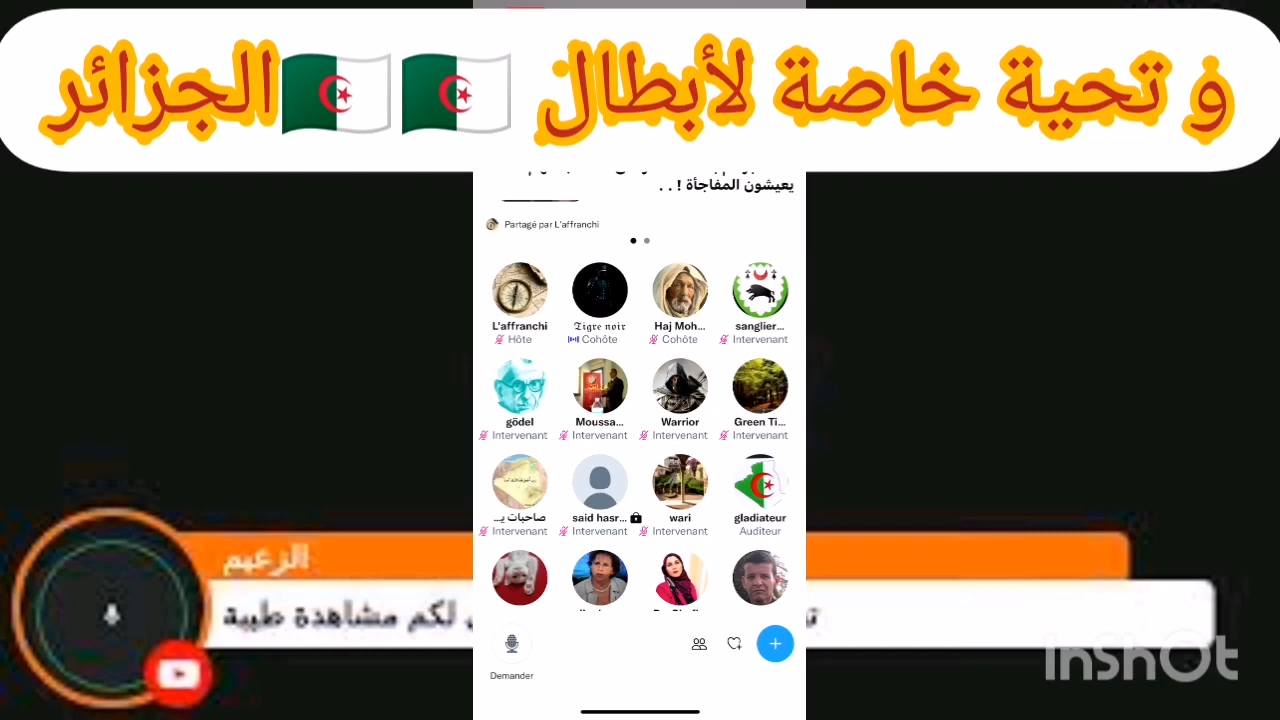 و تحية خاصة لأبطال 🇩🇿🇩🇿الجزائر
يعيشون المفاجأة ! . .
Partagé par L'affranchi
L'affranchi 𝕿𝖎𝖌𝖗𝖊 𝖓𝖔𝖎𝖗 Haj Moh... sanglier...
Hôte Cohôte Cohôte Intervenant
gödel Moussa... Warrior Green Ti...
Intervenant Intervenant Intervenant Intervenant
صاحبات يـ... said hasr... wari gladiateur
Intervenant Intervenant Intervenant Auditeur
الزعيم
لكم مشاهدة طيبة
Demander
InShOt